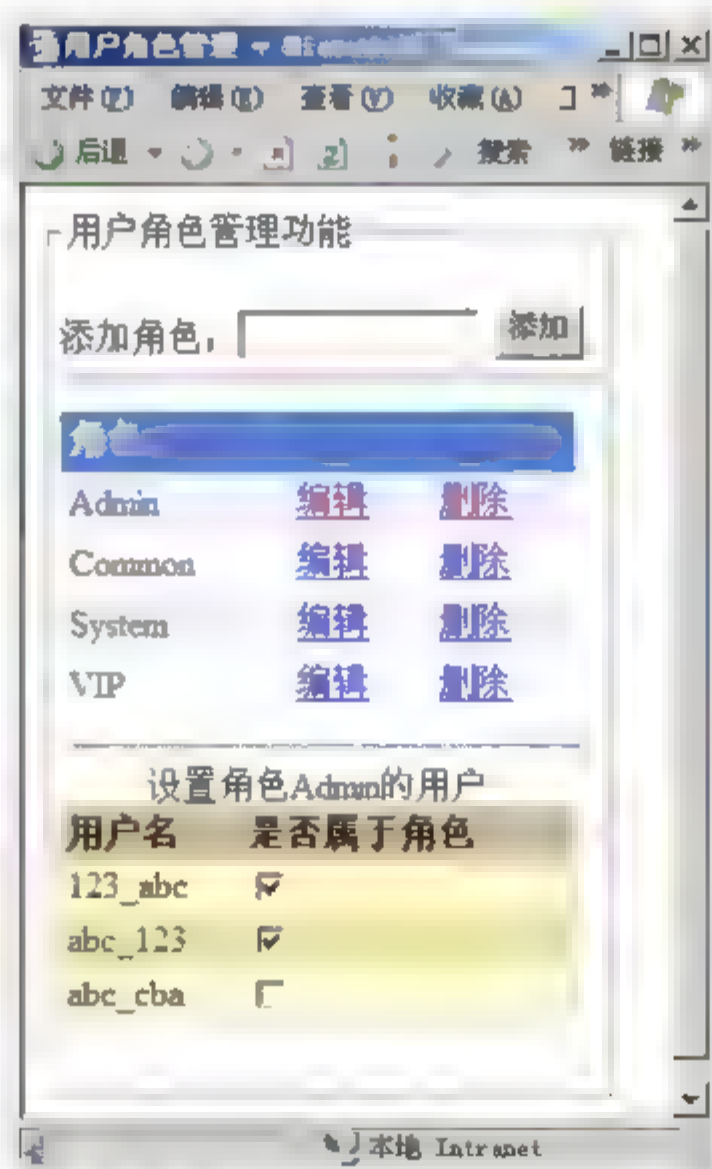 用户角色管理
文件(F) 编辑(E) 查看(V) 收藏(A) 工 »
后退 搜索 » 链接 »
用户角色管理功能
添加角色： 添加
角色
Admin 编辑 删除
Common 编辑 删除
System 编辑 删除
VIP 编辑 删除
设置角色Admin的用户
用户名 是否属于角色
123_abc
abc_123
abc_cba
本地 Intranet